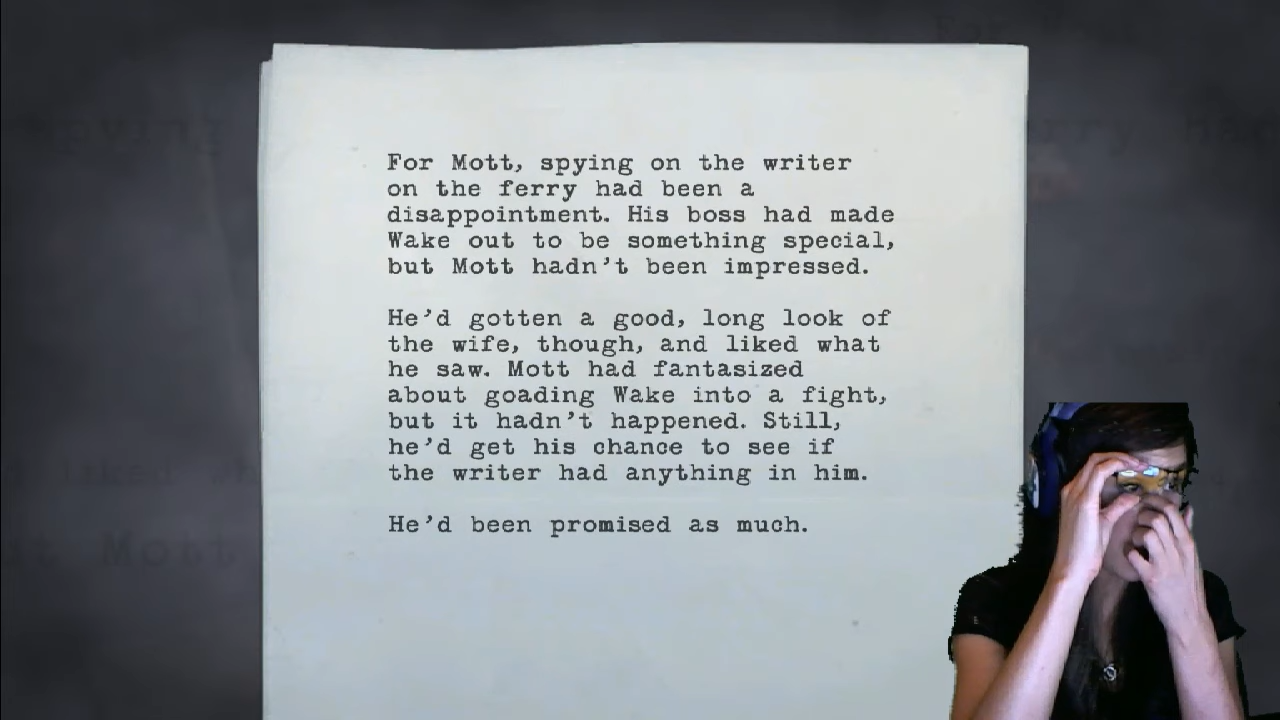 For Mott, spying on the writer
on the ferry had been a
disappointment. His boss had made
Wake out to be something special,
but Mott hadn't been impressed.
He'd gotten a good, long look of
the wife, though, and liked what
he saw. Mott had fantasized
about goading Wake into a fight,
but it hadn't happened. Still,
he'd get his chance to see if
the writer had anything in him.
He'd been promised as much.